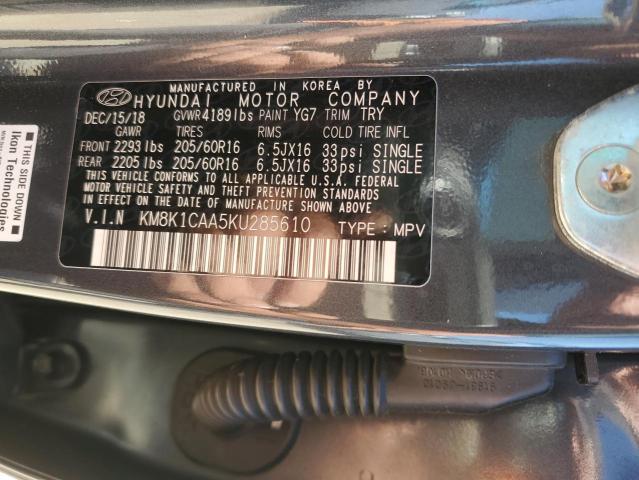 MANUFACTURED IN KOREA BY
HYUNDAI MOTOR COMPANY
DEC/15/18 GVWR 4189lbs PAINT YG7 TRIM TRY
GAWR TIRES RIMS COLD TIRE INFL
FRONT 2293lbs 205/60R16 6.5JX16 33psi SINGLE
REAR 2205lbs 205/60R16 6.5JX16 33psi SINGLE
THIS VEHICLE CONFORMS TO ALL APPLICABLE U.S.A. FEDERAL
MOTOR VEHICLE SAFETY, BUMPER, AND THEFT PREVENTION STANDARDS
IN EFFECT ON THE DATE OF MANUFACTURE SHOWN ABOVE.
V.I.N KM8K1CAA5KU285610 TYPE: MPV
THIS SIDE DOWN
Ikon Technologies